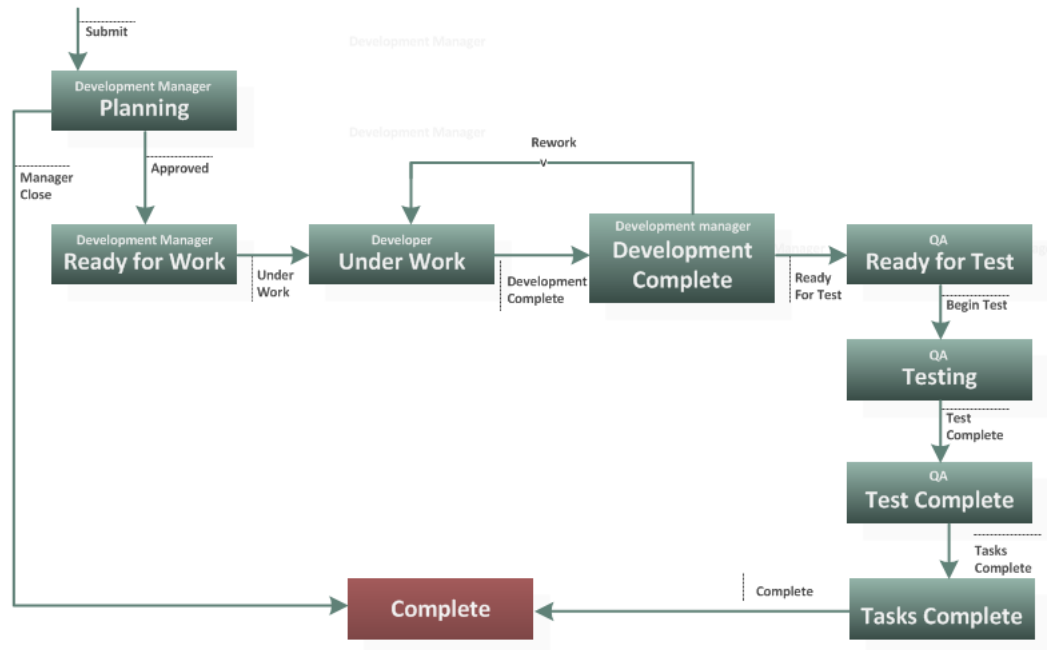 Submit
Development Manager
Development Manager
Planning
Development Manager
Rework
v
Approved
Manager
Close
Development Manager
Ready for Work
Under
Work
Developer
Under Work
Development
Complete
Development manager
Development
Complete
Manager
Ready
For Test
QA
Ready for Test
Begin Test
QA
Testing
Test
Complete
QA
Test Complete
Tasks
Complete
Tasks Complete
Complete
Complete